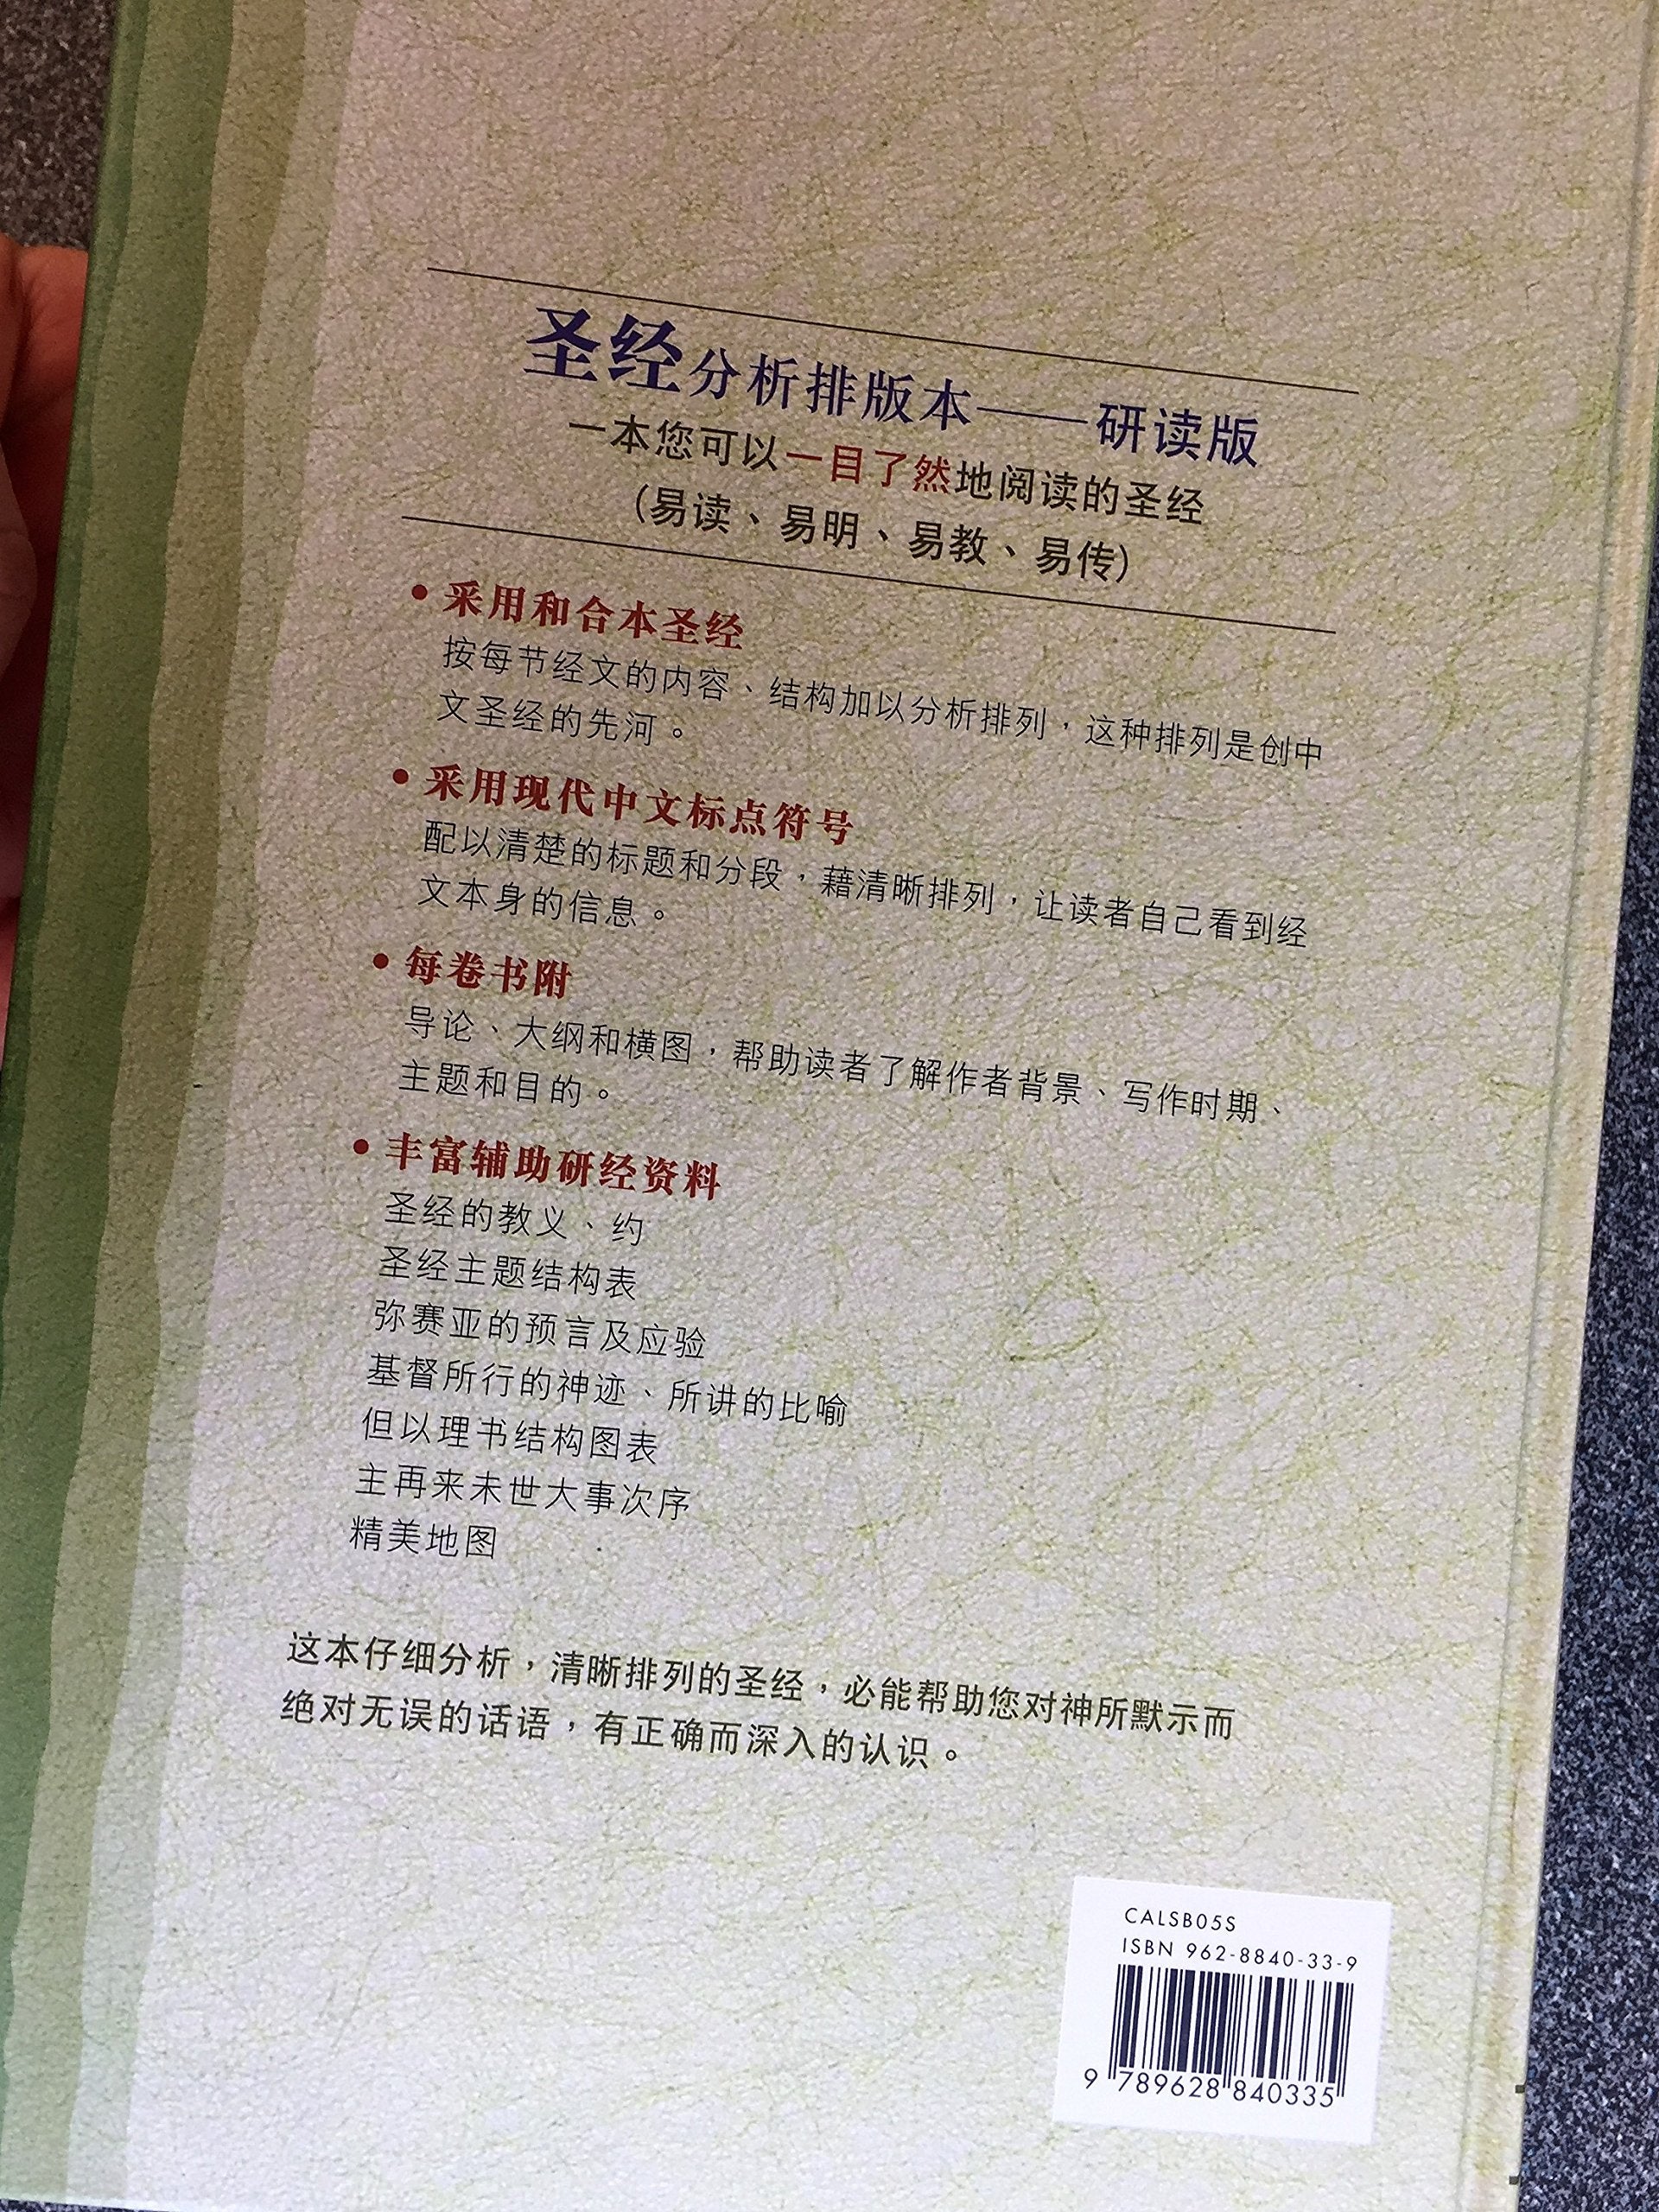 圣经分析排版本——研读版
一本您可以一目了然地阅读的圣经
(易读、易明、易教、易传)
• 采用和合本圣经
按每节经文的内容、结构加以分析排列，这种排列是创中
文圣经的先河。
• 采用现代中文标点符号
配以清楚的标题和分段，藉清晰排列，让读者自己看到经
文本身的信息。
• 每卷书附
导论、大纲和横图，帮助读者了解作者背景、写作时期、
主题和目的。
• 丰富辅助研经资料
圣经的教义、约
圣经主题结构表
弥赛亚的预言及应验
基督所行的神迹、所讲的比喻
但以理书结构图表
主再来未世大事次序
精美地图
这本仔细分析，清晰排列的圣经，必能帮助您对神所默示而
绝对无误的话语，有正确而深入的认识。
CALSB05S
ISBN 962-8840-33-9
9 789628 840335